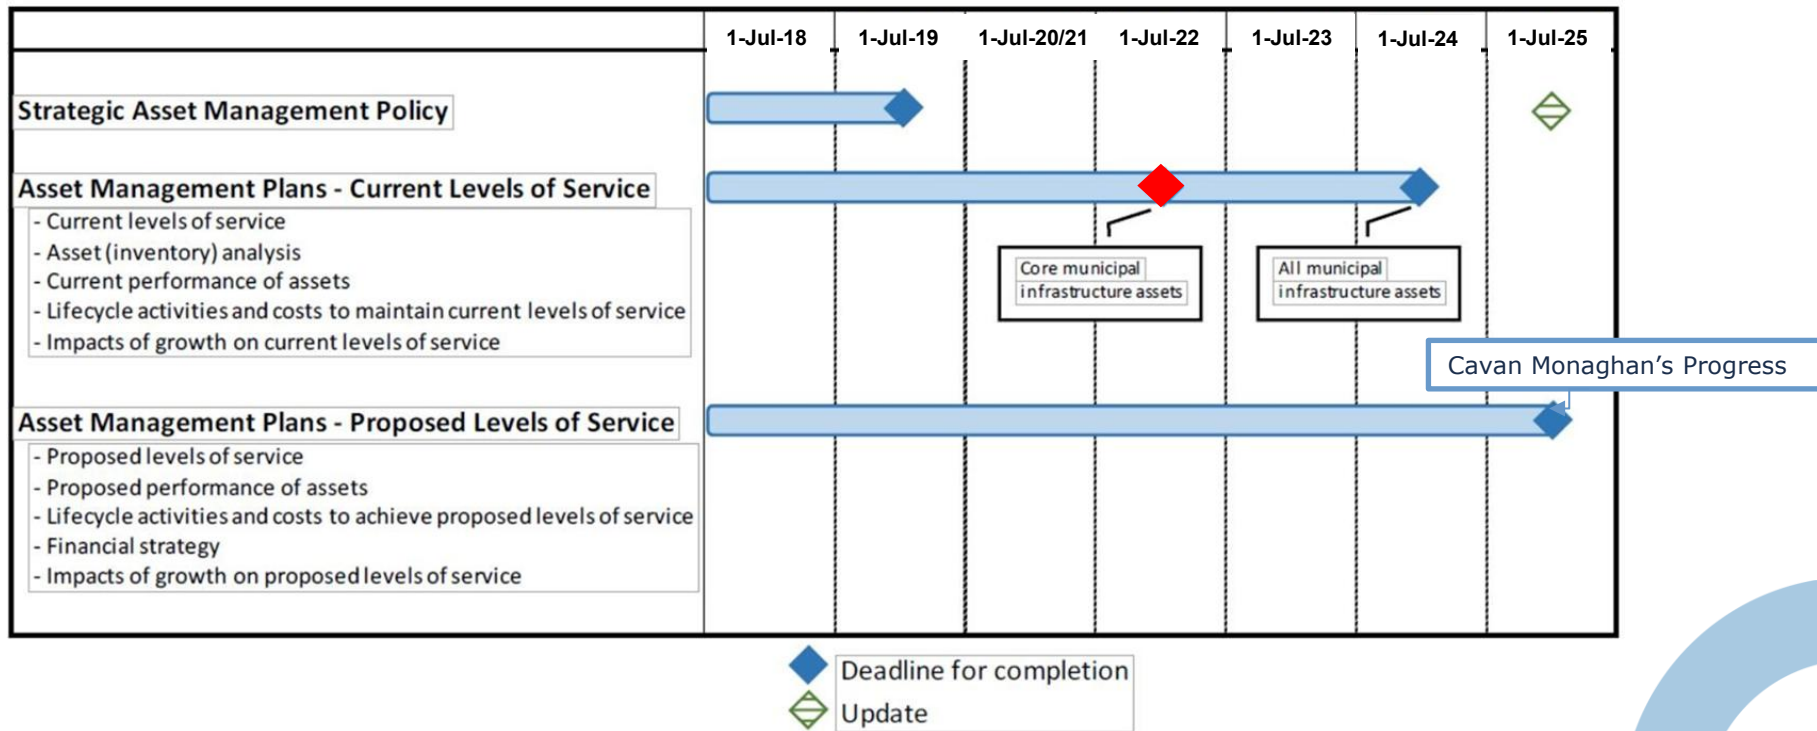 1-Jul-18 1-Jul-19 1-Jul-20/21 1-Jul-22 1-Jul-23 1-Jul-24 1-Jul-25
Strategic Asset Management Policy
Asset Management Plans - Current Levels of Service
- Current levels of service
- Asset (inventory) analysis
- Current performance of assets
- Lifecycle activities and costs to maintain current levels of service
- Impacts of growth on current levels of service
Core municipal
infrastructure assets
All municipal
infrastructure assets
Cavan Monaghan’s Progress
Asset Management Plans - Proposed Levels of Service
- Proposed levels of service
- Proposed performance of assets
- Lifecycle activities and costs to achieve proposed levels of service
- Financial strategy
- Impacts of growth on proposed levels of service
Deadline for completion
Update